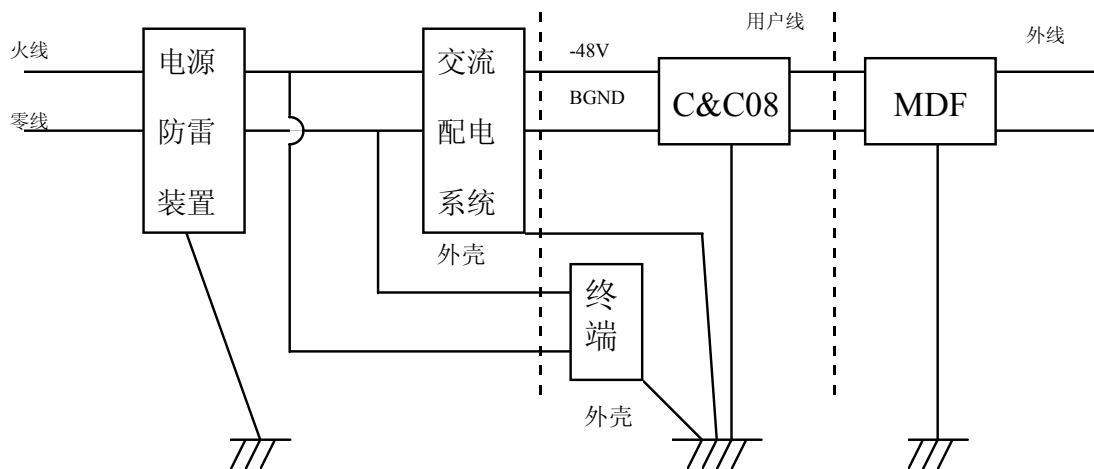 火线
零线
电源
防雷
装置
交流
配电
系统
外壳
-48V
BGND
用户线
C&C08
MDF
外线
终
端
外壳